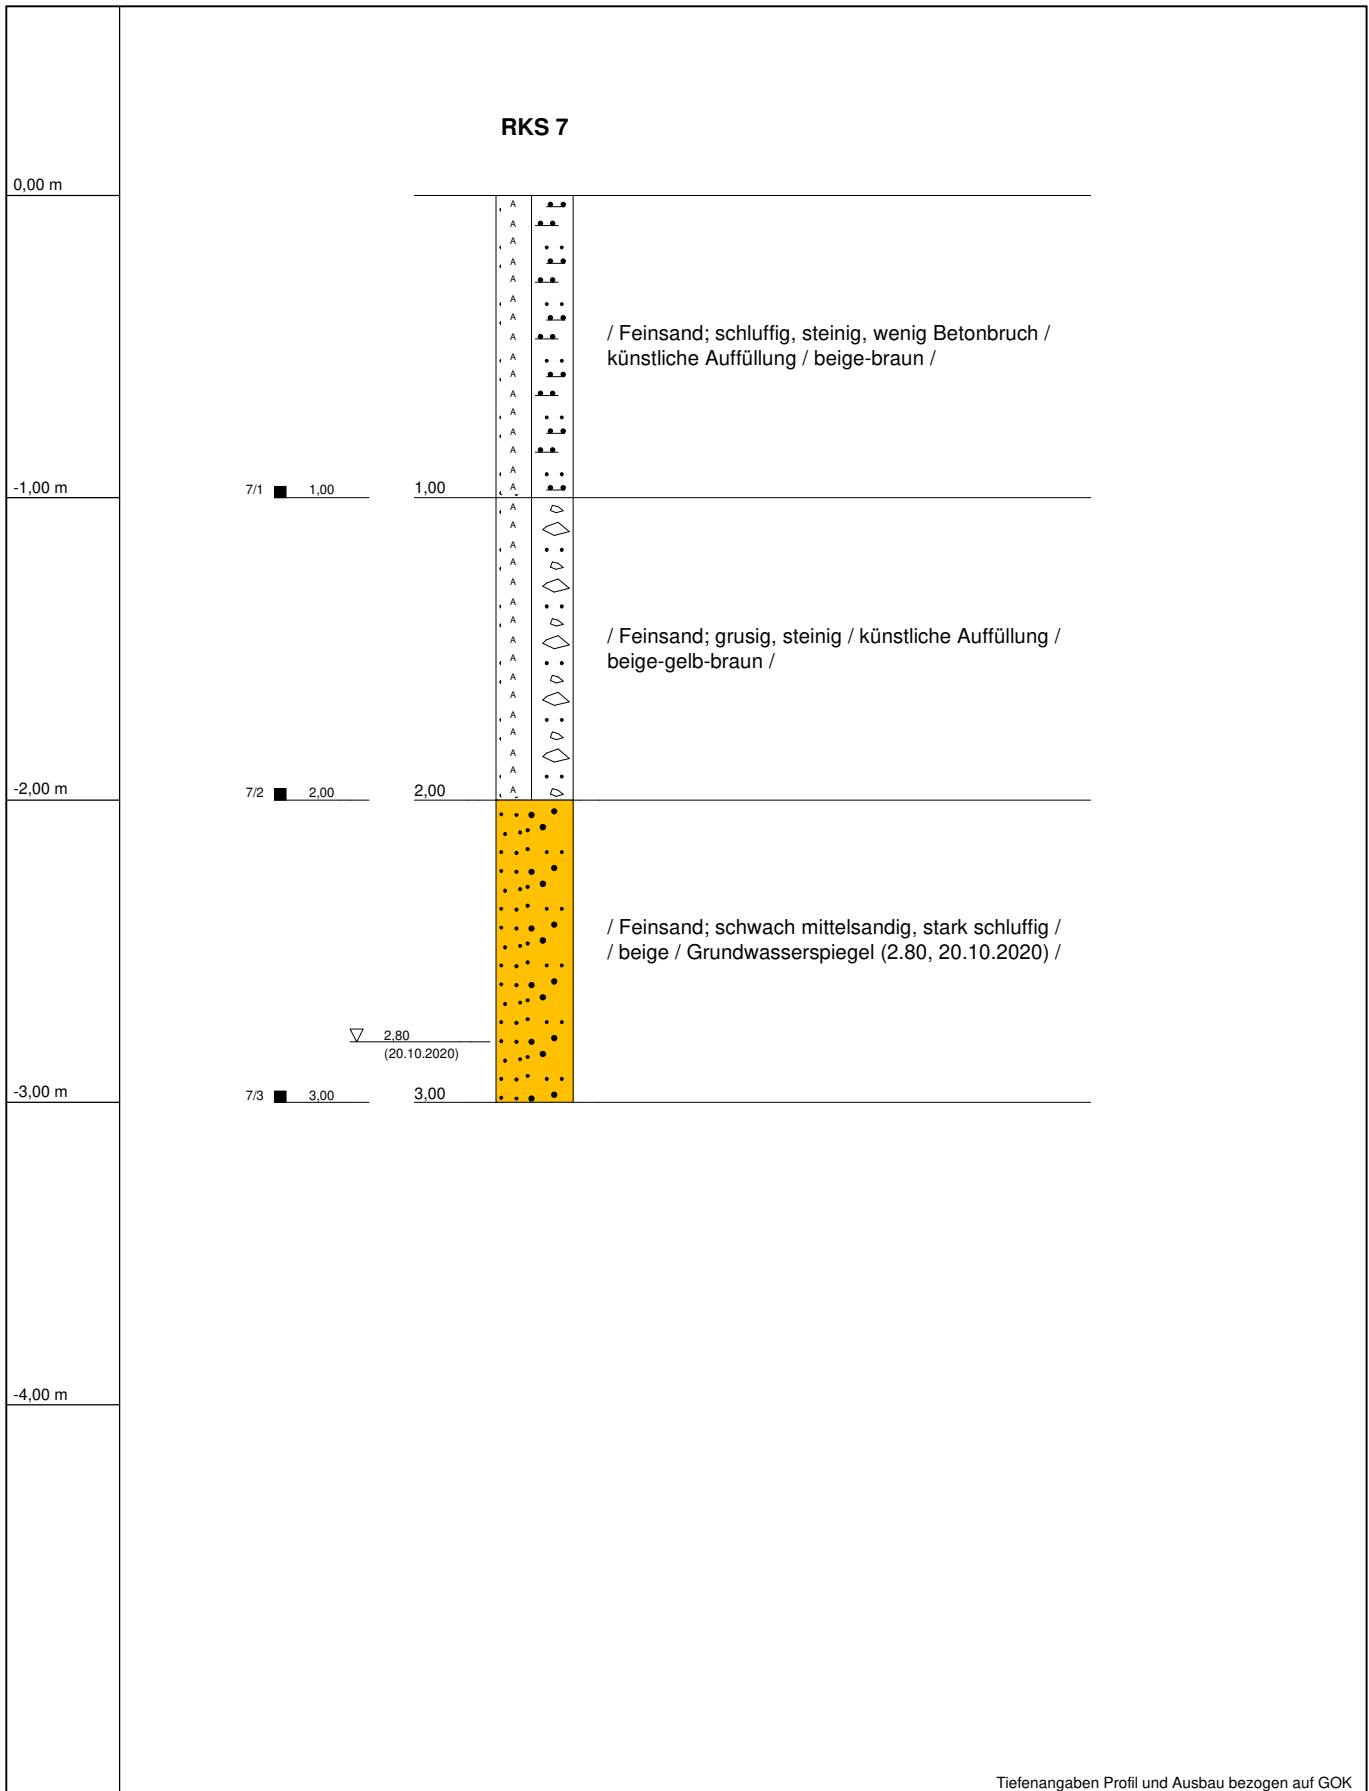 RKS 7
0,00 m
/ Feinsand; schluffig, steinig, wenig Betonbruch /
künstliche Auffüllung / beige-braun /
-1,00 m
7/1 1,00 1,00
/ Feinsand; grusig, steinig / künstliche Auffüllung /
beige-gelb-braun /
-2,00 m
7/2 2,00 2,00
/ Feinsand; schwach mittelsandig, stark schluffig /
/ beige / Grundwasserspiegel (2.80, 20.10.2020) /
2,80
(20.10.2020)
-3,00 m
7/3 3,00 3,00
-4,00 m
Tiefenangaben Profil und Ausbau bezogen auf GOK